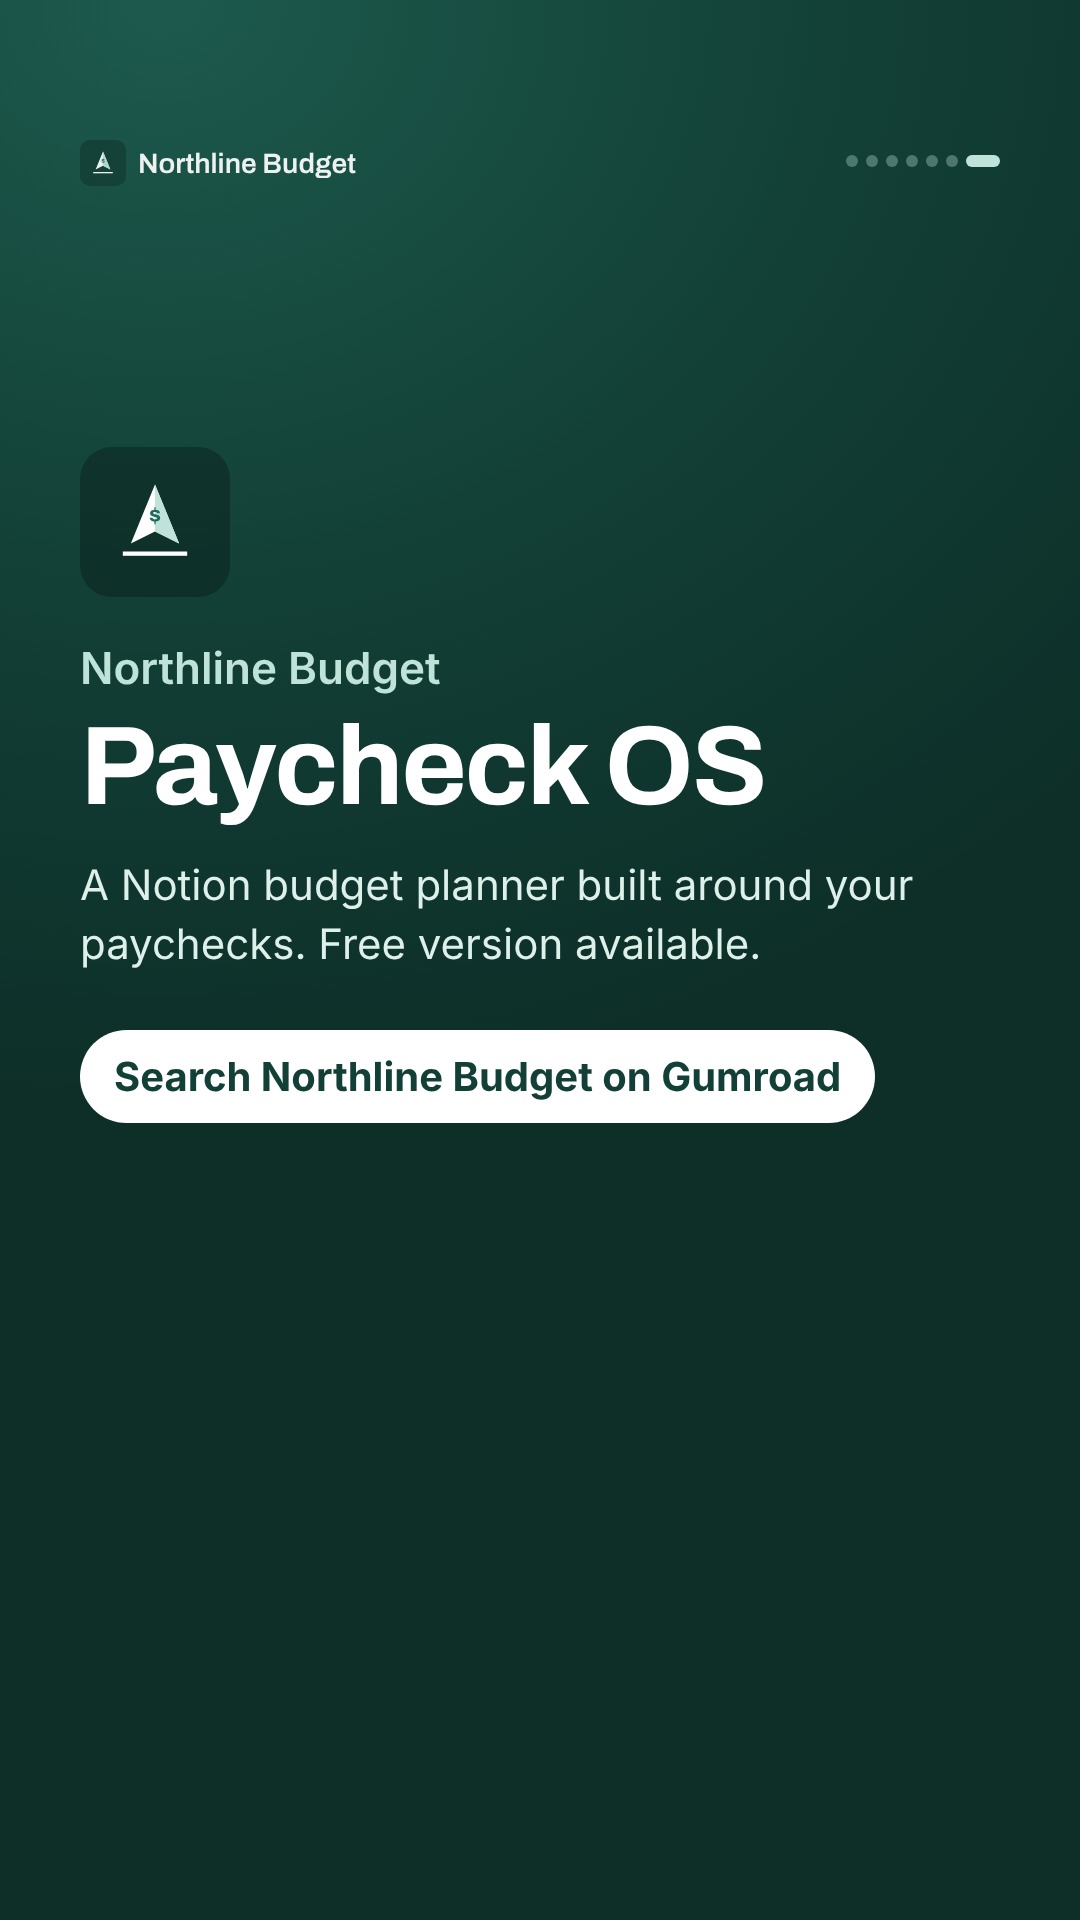 Northline Budget
$
Northline Budget
Paycheck OS
A Notion budget planner built around your
paychecks. Free version available.
Search Northline Budget on Gumroad